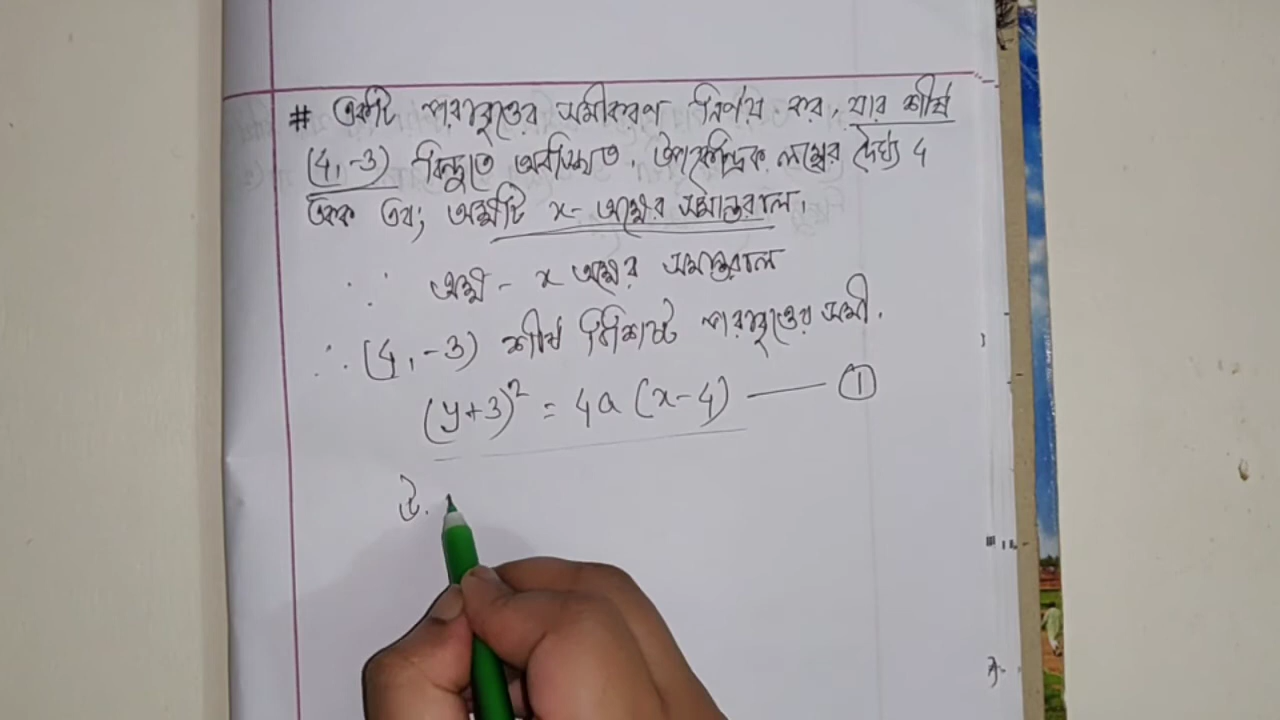 # একটি পরাবৃত্তের সমীকরণ নির্ণয় কর, যার শীর্ষ
(4, -3) বিন্দুতে অবস্থিত, উপকেন্দ্রিক লম্বের দৈর্ঘ্য 4
একক এবং অক্ষটি x- অক্ষের সমান্তরাল।
∵ অক্ষ - x অক্ষের সমান্তরাল
∴ (4, -3) শীর্ষ বিশিষ্ট পরাবৃত্তের সমী.
(y+3)² = 4a (x-4) —— ①
উ.